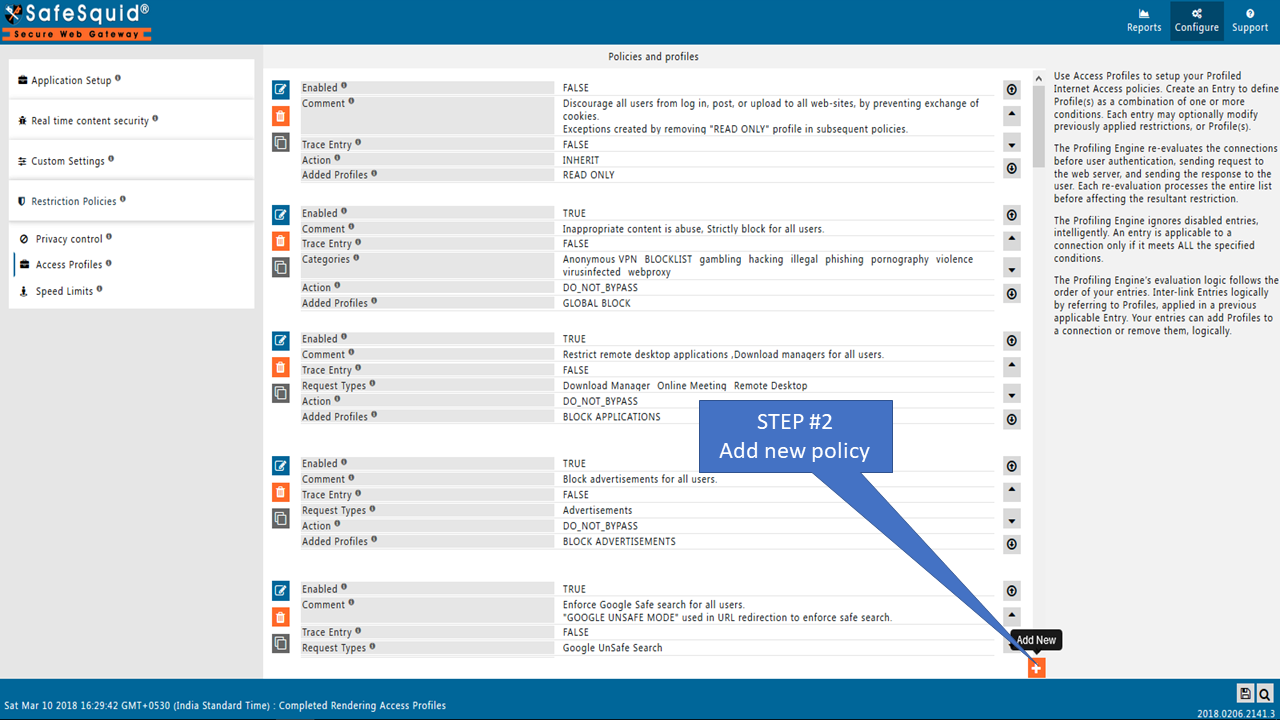 SafeSquid®
Secure Web Gateway
Reports
Configure
Support
Application Setup
Real time content security
Custom Settings
Restriction Policies
Privacy control
Access Profiles
Speed Limits
Policies and profiles
Enabled FALSE
Comment Discourage all users from log in, post, or upload to all web-sites, by preventing exchange of
cookies.
Exceptions created by removing "READ ONLY" profile in subsequent policies.
Trace Entry FALSE
Action INHERIT
Added Profiles READ ONLY
Enabled TRUE
Comment Inappropriate content is abuse, Strictly block for all users.
Trace Entry FALSE
Categories Anonymous VPN BLOCKLIST gambling hacking illegal phishing pornography violence
virusinfected webproxy
Action DO_NOT_BYPASS
Added Profiles GLOBAL BLOCK
Enabled TRUE
Comment Restrict remote desktop applications ,Download managers for all users.
Trace Entry FALSE
Request Types Download Manager Online Meeting Remote Desktop
Action DO_NOT_BYPASS
Added Profiles BLOCK APPLICATIONS
STEP #2
Add new policy
Enabled TRUE
Comment Block advertisements for all users.
Trace Entry FALSE
Request Types Advertisements
Action DO_NOT_BYPASS
Added Profiles BLOCK ADVERTISEMENTS
Enabled TRUE
Comment Enforce Google Safe search for all users.
"GOOGLE UNSAFE MODE" used in URL redirection to enforce safe search.
Trace Entry FALSE
Request Types Google UnSafe Search
Add New
Use Access Profiles to setup your Profiled
Internet Access policies. Create an Entry to define
Profile(s) as a combination of one or more
conditions. Each entry may optionally modify
previously applied restrictions, or Profile(s).
The Profiling Engine re-evaluates the connections
before user authentication, sending request to
the web server, and sending the response to the
user. Each re-evaluation processes the entire list
before affecting the resultant restriction.
The Profiling Engine ignores disabled entries,
intelligently. An entry is applicable to a
connection only if it meets ALL the specified
conditions.
The Profiling Engine's evaluation logic follows the
order of your entries. Inter-link Entries logically
by referring to Profiles, applied in a previous
applicable Entry. Your entries can add Profiles to
a connection or remove them, logically.
Sat Mar 10 2018 16:29:42 GMT+0530 (India Standard Time) : Completed Rendering Access Profiles
2018.0206.2141.3